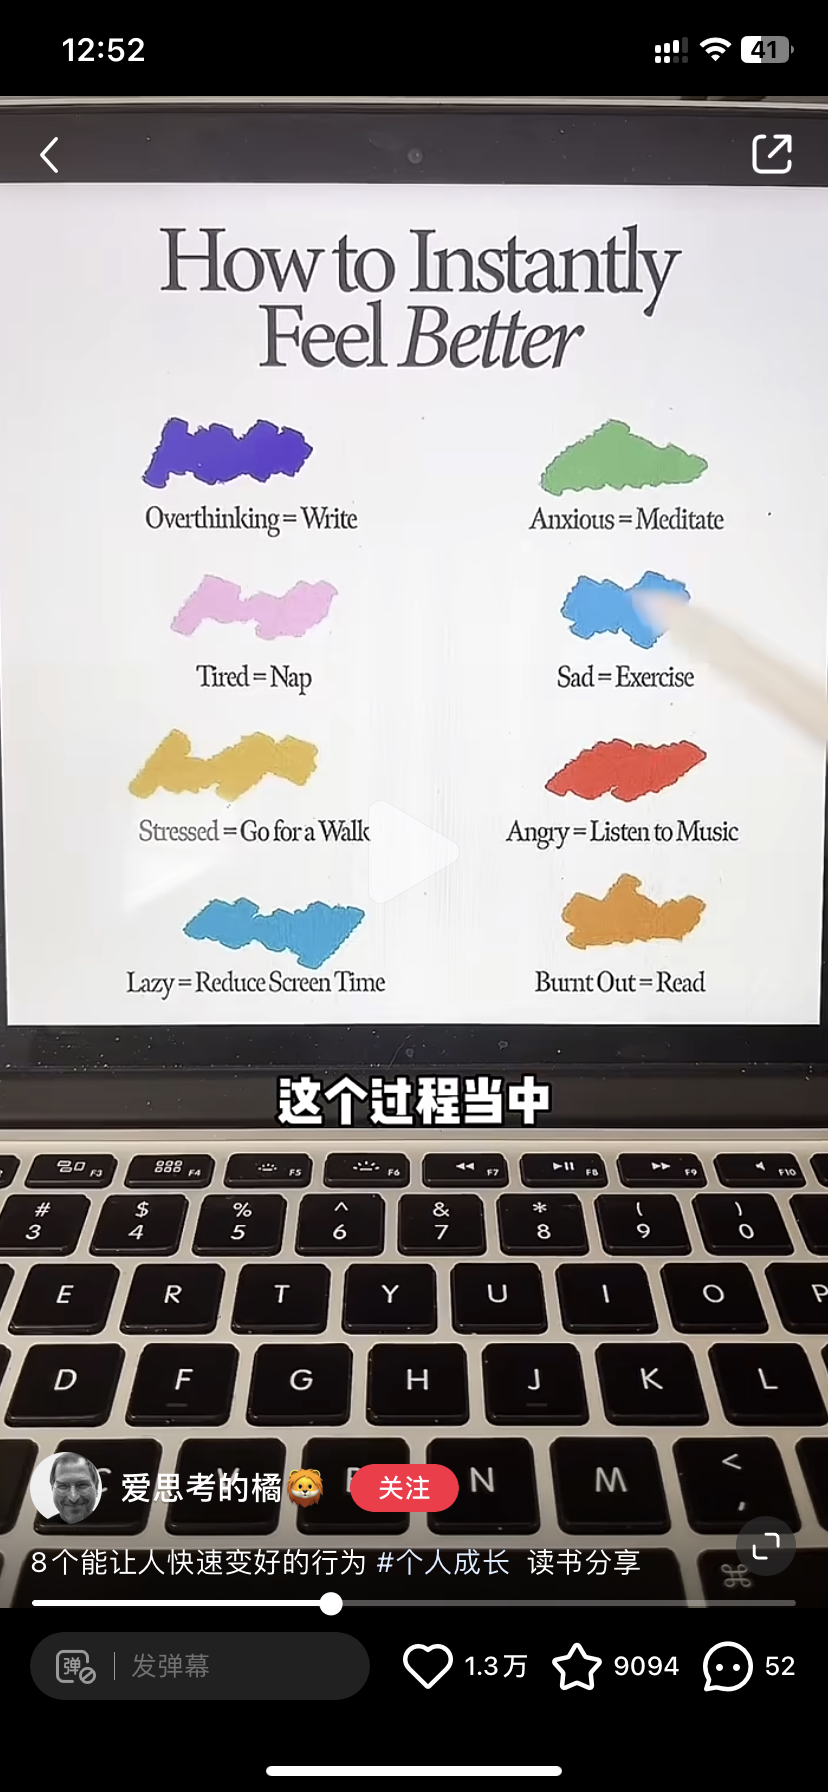 12:52
41
How to Instantly
Feel Better
Overthinking = Write
Anxious = Meditate
Tired = Nap
Sad = Exercise
Stressed = Go for a Walk
Angry = Listen to Music
Lazy = Reduce Screen Time
Burnt Out = Read
这个过程当中
F3 F4 F5 F6 F7 F8 F9 F10
# $ % ^ & * ( )
3 4 5 6 7 8 9 0
E R T Y U I O P
D F G H J K L
C V B N M < ,
爱思考的橘🦁 关注
8个能让人快速变好的行为 #个人成长 读书分享
⌘
弹 发弹幕 1.3万 9094 52